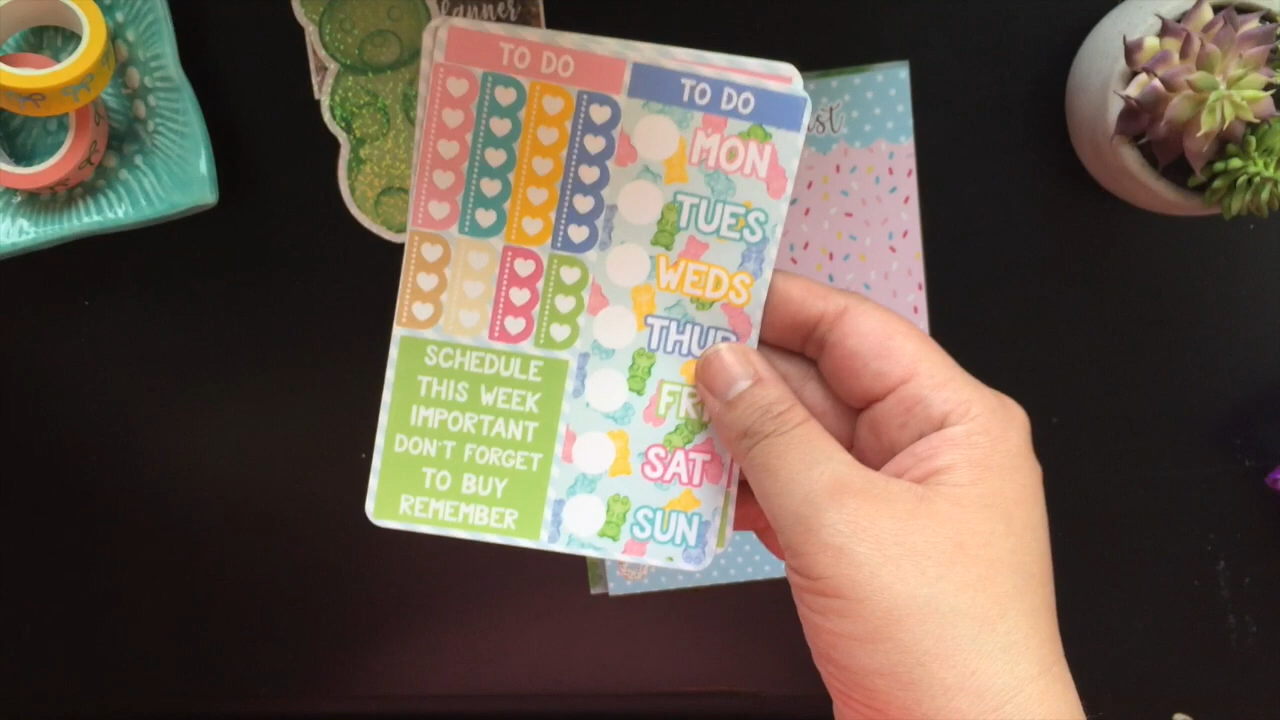 TO DO
TO DO
MON
TUES
WEDS
THUR
FRI
SAT
SUN
SCHEDULE
THIS WEEK
IMPORTANT
DON'T FORGET
TO BUY
REMEMBER